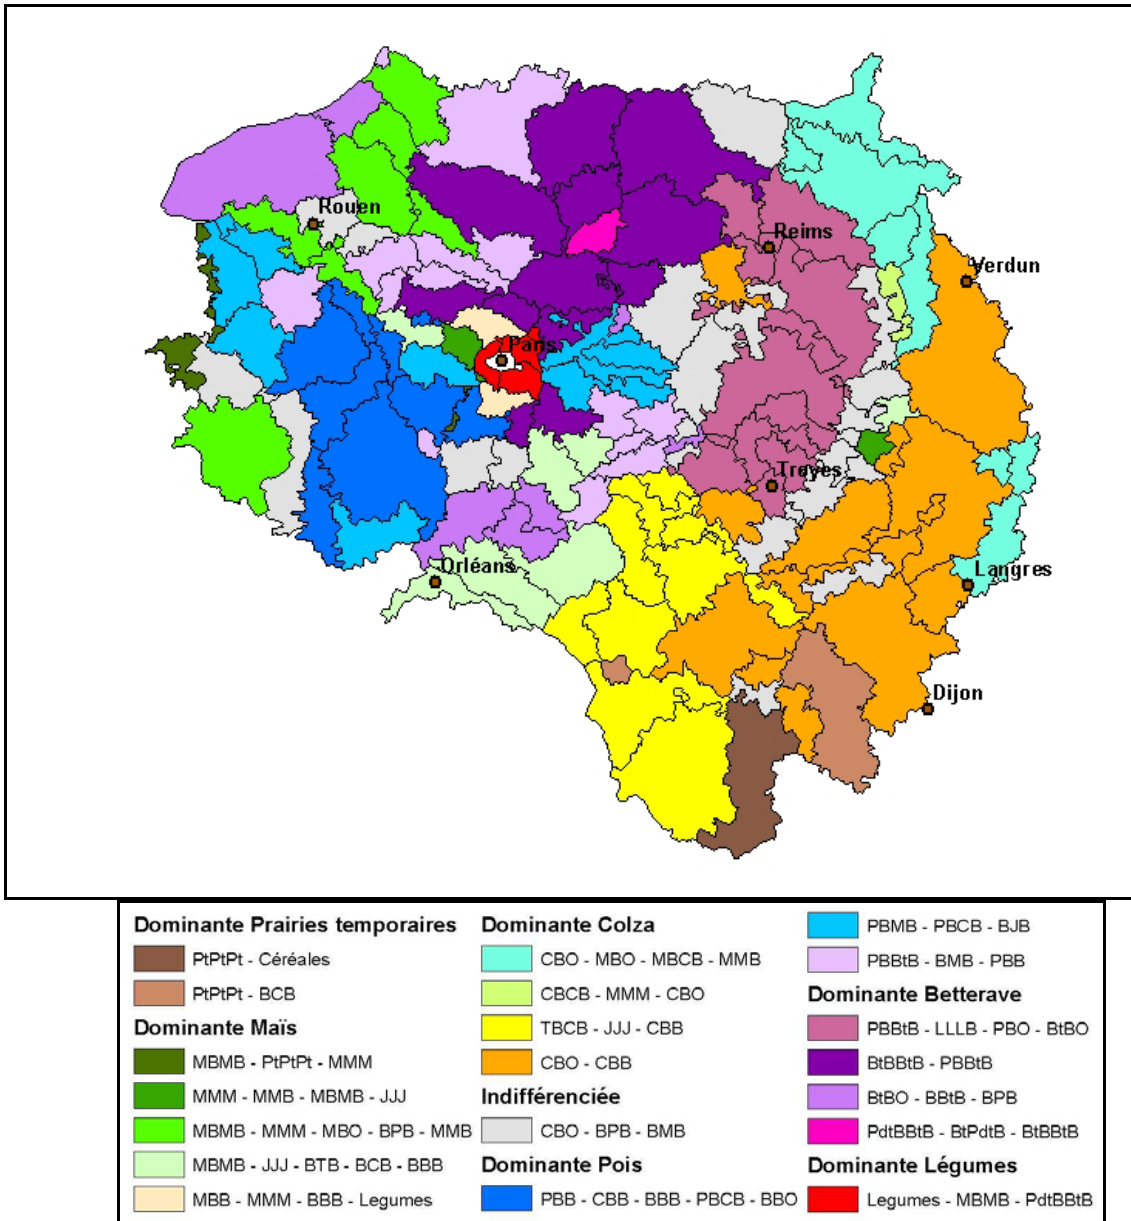 Rouen
Reims
Verdun
Paris
Troyes
Orléans
Langres
Dijon
Dominante Prairies temporaires
PtPtPt - Céréales
PtPtPt - BCB
Dominante Maïs
MBMB - PtPtPt - MMM
MMM - MMB - MBMB - JJJ
MBMB - MMM - MBO - BPB - MMB
MBMB - JJJ - BTB - BCB - BBB
MBB - MMM - BBB - Legumes
Dominante Colza
CBO - MBO - MBCB - MMB
CBCB - MMM - CBO
TBCB - JJJ - CBB
CBO - CBB
Indifférenciée
CBO - BPB - BMB
Dominante Pois
PBB - CBB - BBB - PBCB - BBO
PBMB - PBCB - BJB
PBBtB - BMB - PBB
Dominante Betterave
PBBtB - LLLB - PBO - BtBO
BtBBtB - PBBtB
BtBO - BBtB - BPB
PdtBBtB - BtPdtB - BtBBtB
Dominante Légumes
Legumes - MBMB - PdtBBtB